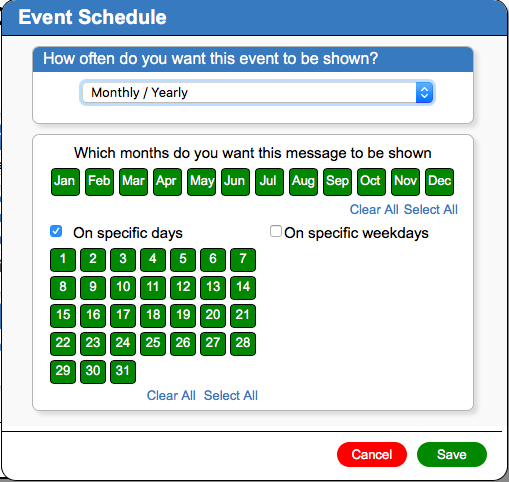 Event Schedule
How often do you want this event to be shown?
Monthly / Yearly
Which months do you want this message to be shown
Jan Feb Mar Apr May Jun Jul Aug Sep Oct Nov Dec
Clear All Select All
On specific days On specific weekdays
1 2 3 4 5 6 7
8 9 10 11 12 13 14
15 16 17 18 19 20 21
22 23 24 25 26 27 28
29 30 31
Clear All Select All
Cancel Save